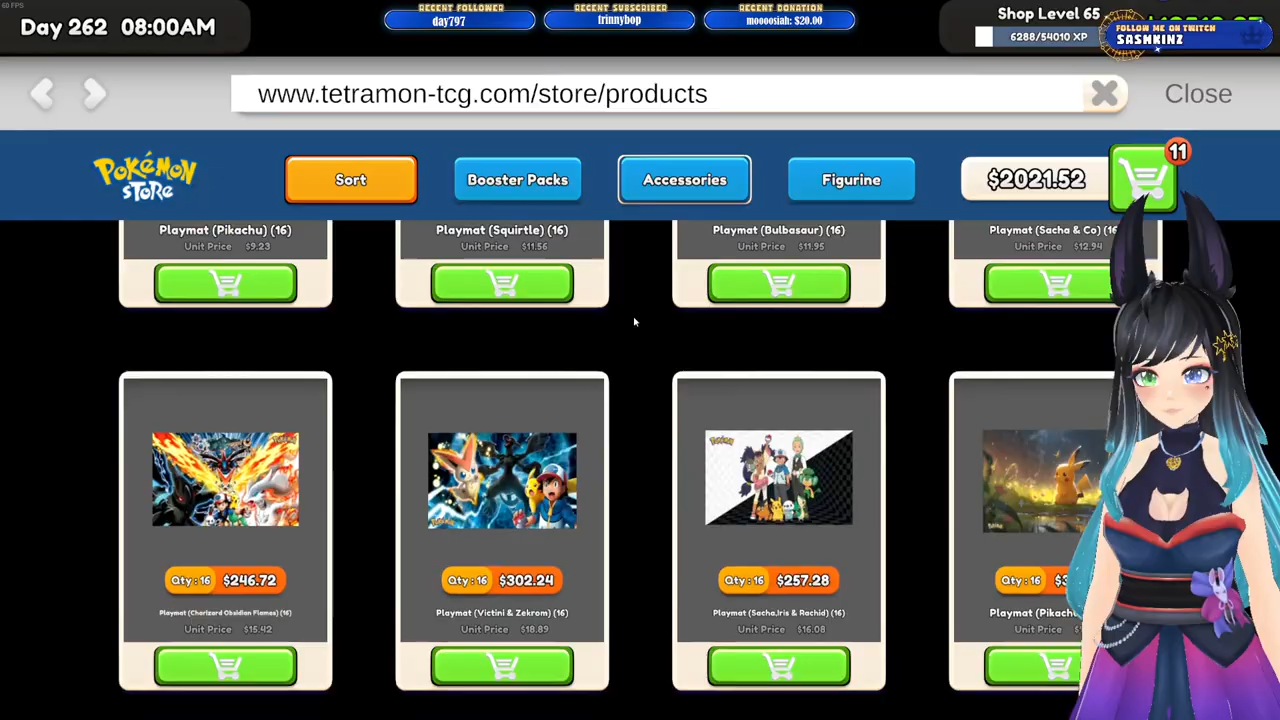 60 FPS
Day 262 08:00AM
RECENT FOLLOWER
day797
RECENT SUBSCRIBER
trinnybop
RECENT DONATION
moooosiah: $20.00
Shop Level 65
6288/54010 XP
FOLLOW ME ON TWITCH
SASHKINZ
www.tetramon-tcg.com/store/products
Close
POKéMON
STORE
Sort
Booster Packs
Accessories
Figurine
$2021.52
11
Playmat (Pikachu) (16)
Unit Price $9.23
Playmat (Squirtle) (16)
Unit Price $11.56
Playmat (Bulbasaur) (16)
Unit Price $11.95
Playmat (Sacha & Co) (16
Unit Price $12.94
Qty : 16 $246.72
Playmat (Charizard Obsidian Flames) (16)
Unit Price $15.42
Qty : 16 $302.24
Playmat (Victini & Zekrom) (16)
Unit Price $18.89
Qty : 16 $257.28
Playmat (Sacha,Iris & Rachid) (16)
Unit Price $16.08
Qty : 16
Playmat (Pikach
Unit Price